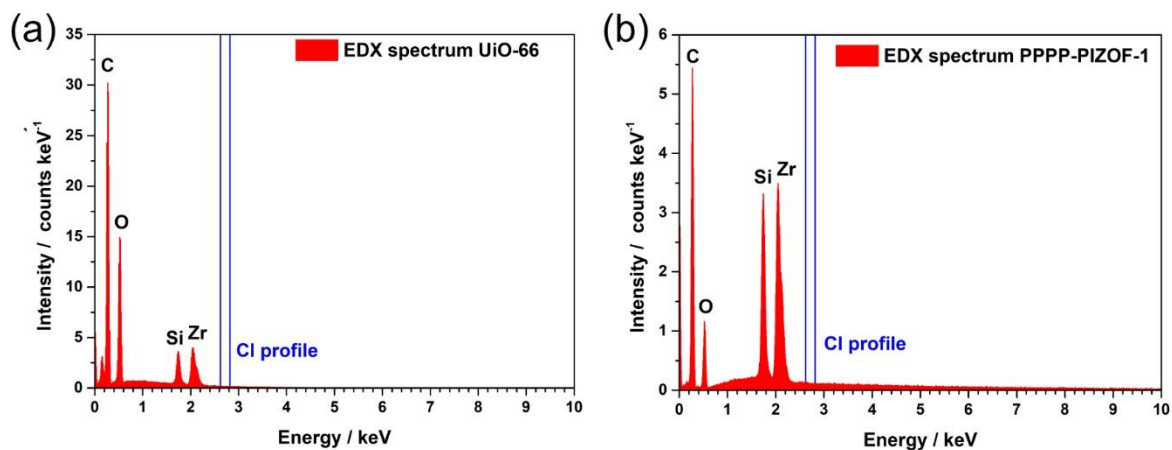 (a)
EDX spectrum UiO-66
C
O
Si
Zr
Cl profile
Intensity / counts keV⁻¹
35
30
25
20
15
10
5
0
0 1 2 3 4 5 6 7 8 9 10
Energy / keV
(b)
EDX spectrum PPPP-PIZOF-1
C
O
Si
Zr
Cl profile
Intensity / counts keV⁻¹
6
5
4
3
2
1
0
0 1 2 3 4 5 6 7 8 9 10
Energy / keV